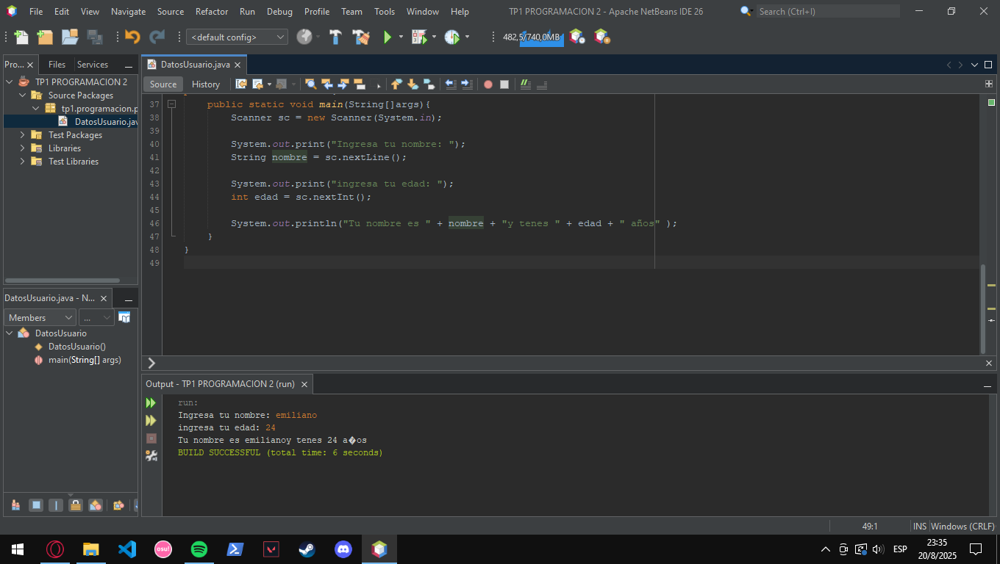 File Edit View Navigate Source Refactor Run Debug Profile Team Tools Window Help TP1 PROGRAMACION 2 - Apache NetBeans IDE 26 Search (Ctrl+I)
<default config> 482,5/740,0MB
Pro... Files Services DatosUsuario.java
Source History
TP1 PROGRAMACION 2
Source Packages
tp1.programacion.p
DatosUsuario.jav
Test Packages
Libraries
Test Libraries
37 public static void main(String[]args){
38 Scanner sc = new Scanner(System.in);
39
40 System.out.print("Ingresa tu nombre: ");
41 String nombre = sc.nextLine();
42
43 System.out.print("ingresa tu edad: ");
44 int edad = sc.nextInt();
45
46 System.out.println("Tu nombre es " + nombre + "y tenes " + edad + " años" );
47 }
48 }
49
DatosUsuario.java - N...
Members ...
DatosUsuario
DatosUsuario()
main(String[] args)
Output - TP1 PROGRAMACION 2 (run)
run:
Ingresa tu nombre: emiliano
ingresa tu edad: 24
Tu nombre es emilianoy tenes 24 a�os
BUILD SUCCESSFUL (total time: 6 seconds)
49:1 INS Windows (CRLF)
osu!
ESP
23:35
20/8/2025